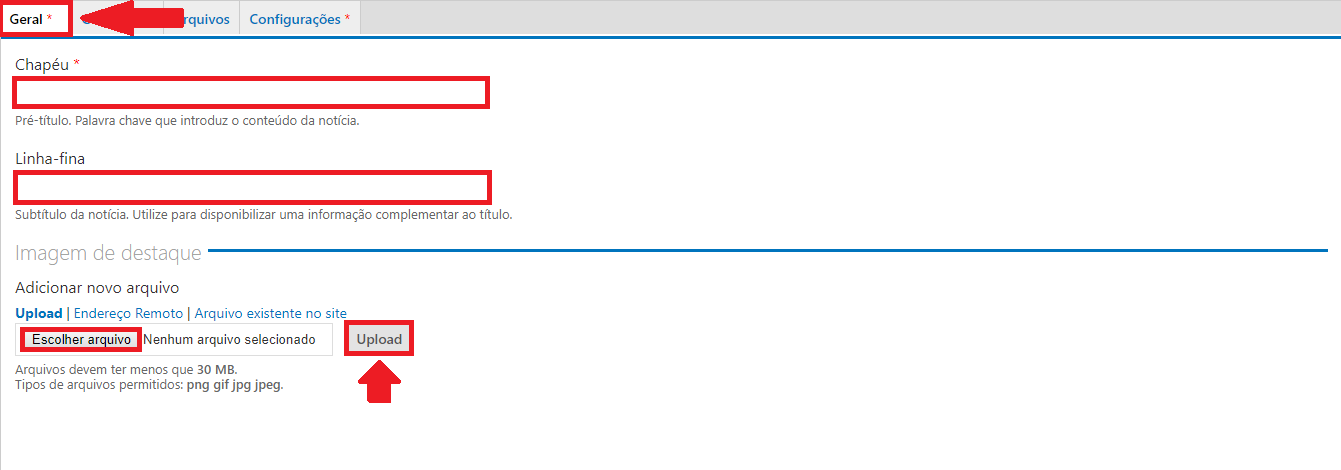 Geral * Arquivos Configurações *
Chapéu *
Pré-título. Palavra chave que introduz o conteúdo da notícia.
Linha-fina
Subtítulo da notícia. Utilize para disponibilizar uma informação complementar ao título.
Imagem de destaque
Adicionar novo arquivo
Upload | Endereço Remoto | Arquivo existente no site
Escolher arquivo Nenhum arquivo selecionado Upload
Arquivos devem ter menos que 30 MB.
Tipos de arquivos permitidos: png gif jpg jpeg.